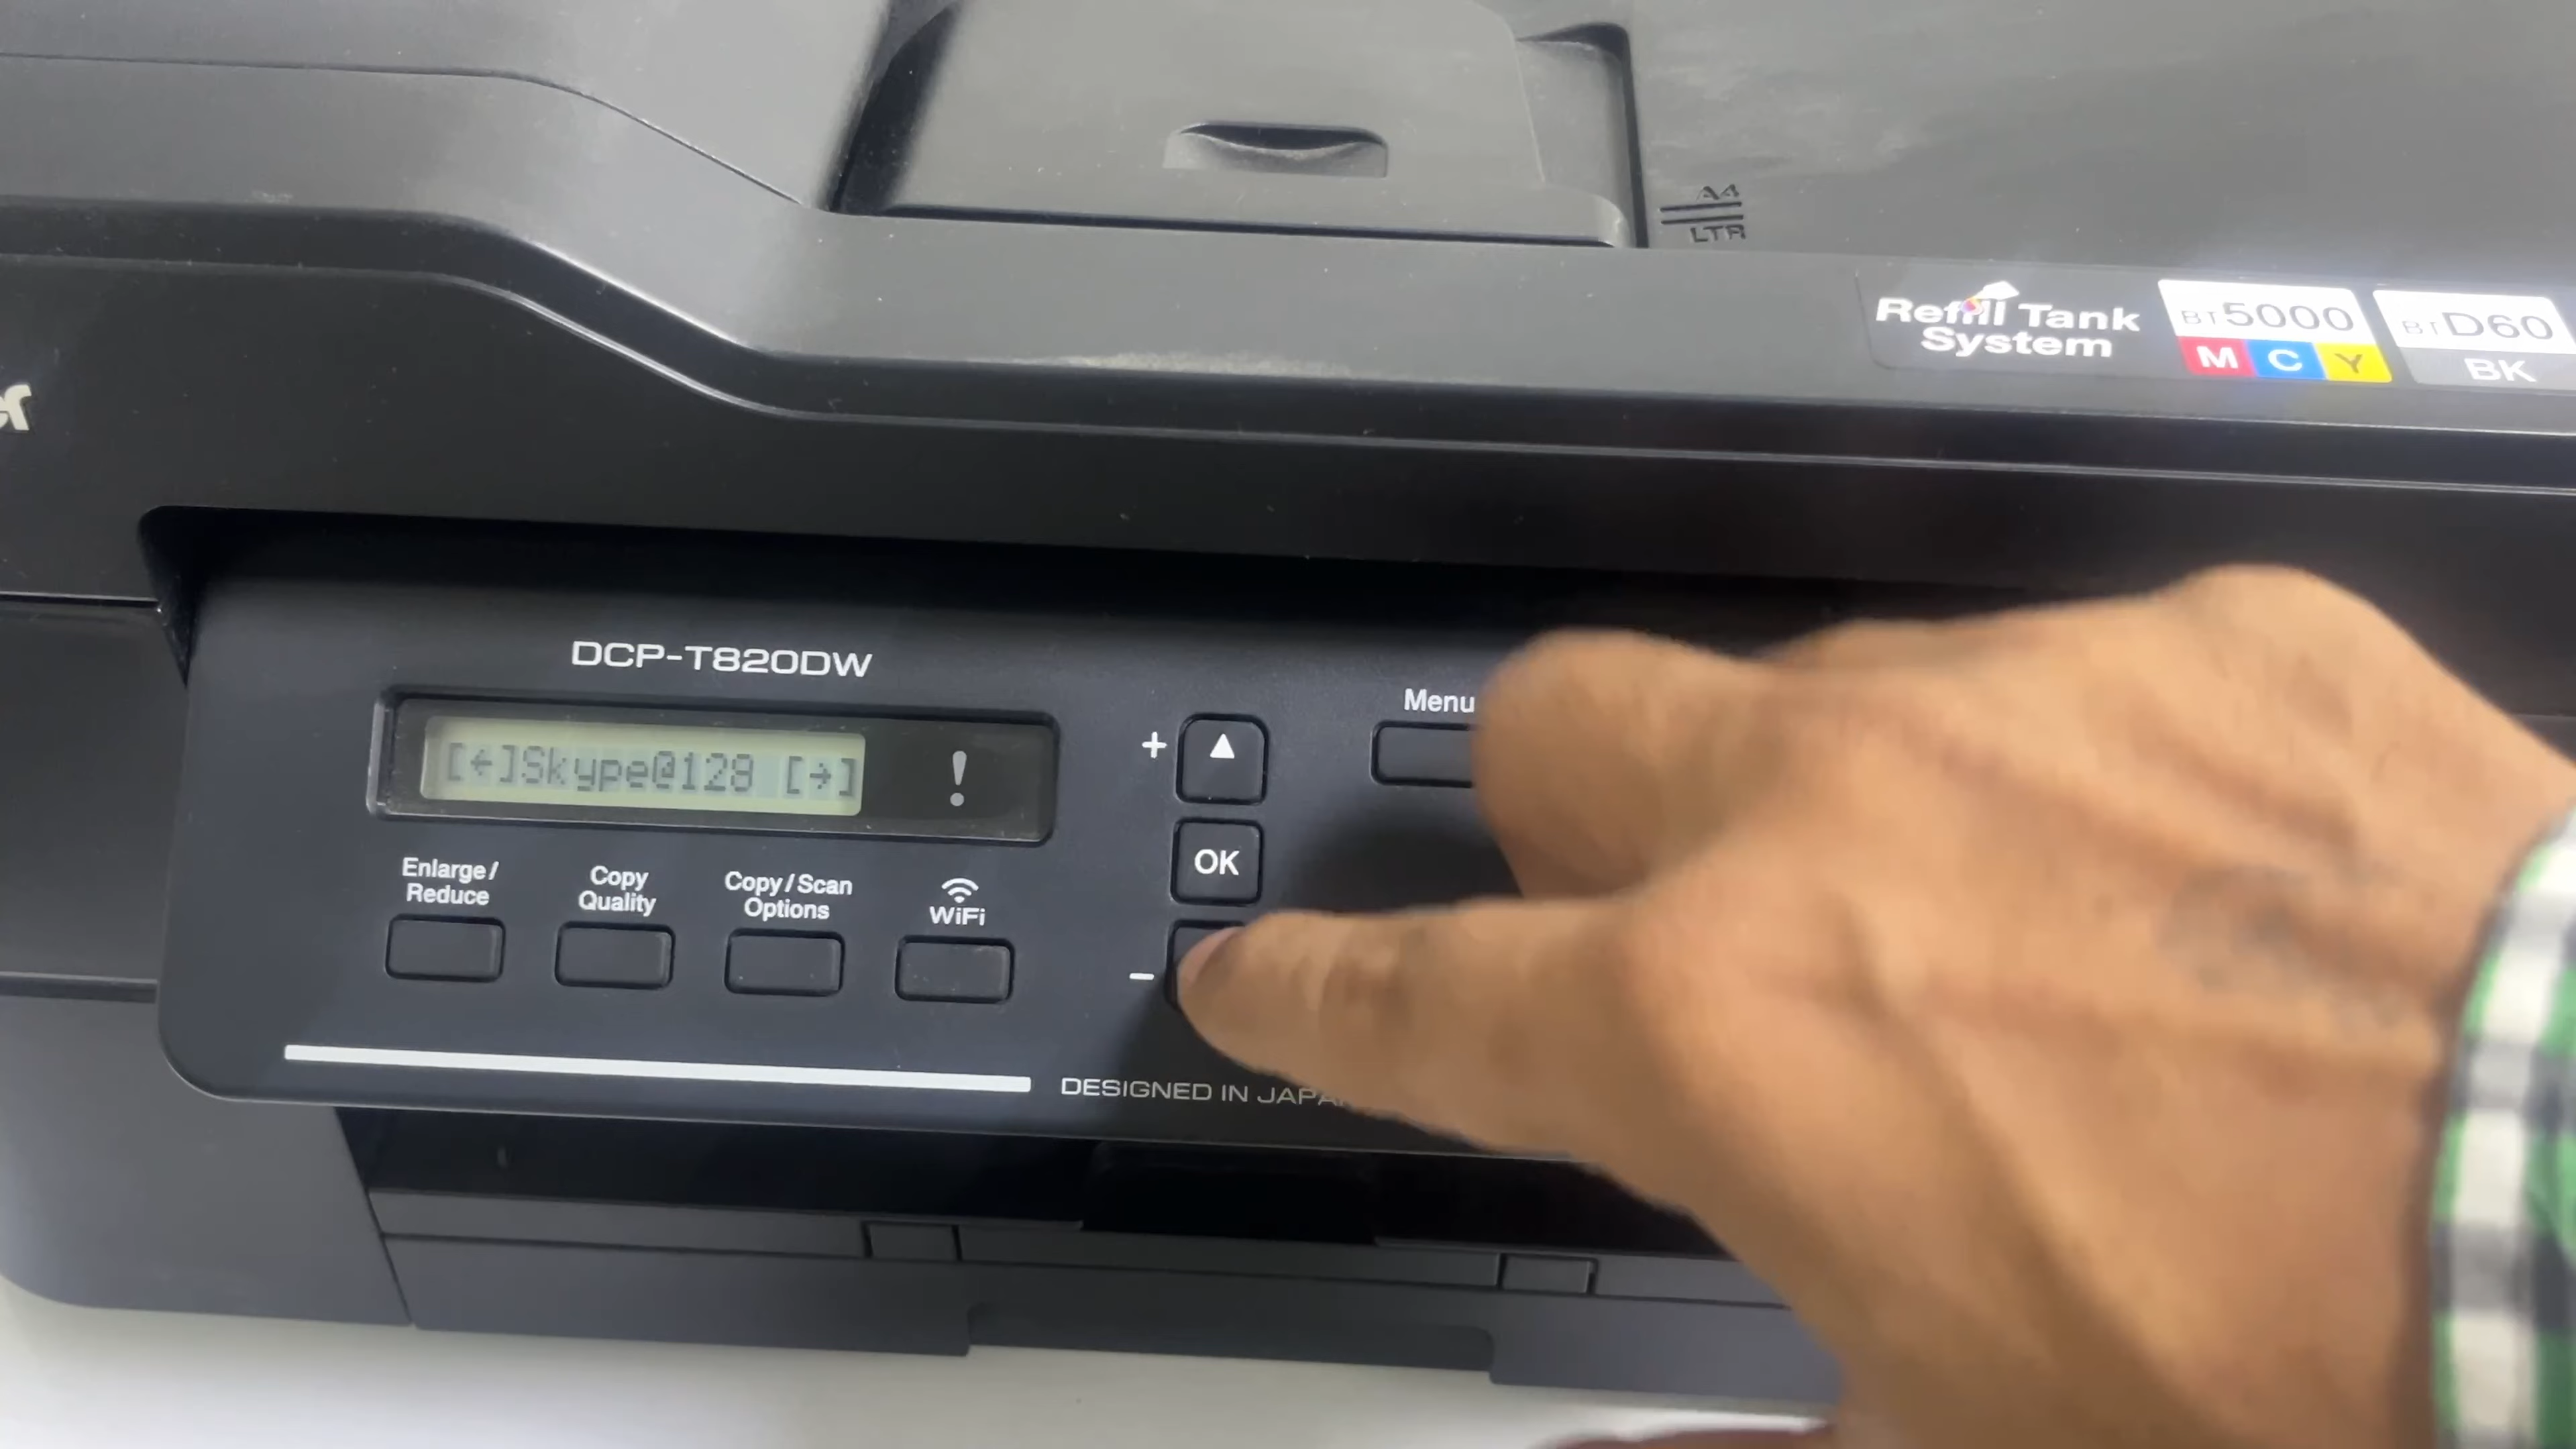 A4
LTR
Refill Tank
System
BT5000
M C Y
BTD60
BK
er
DCP-T820DW
[←]Skype@128 [→]
!
Menu
+
▲
OK
-
Enlarge/
Reduce
Copy
Quality
Copy/Scan
Options
WiFi
DESIGNED IN JAPA